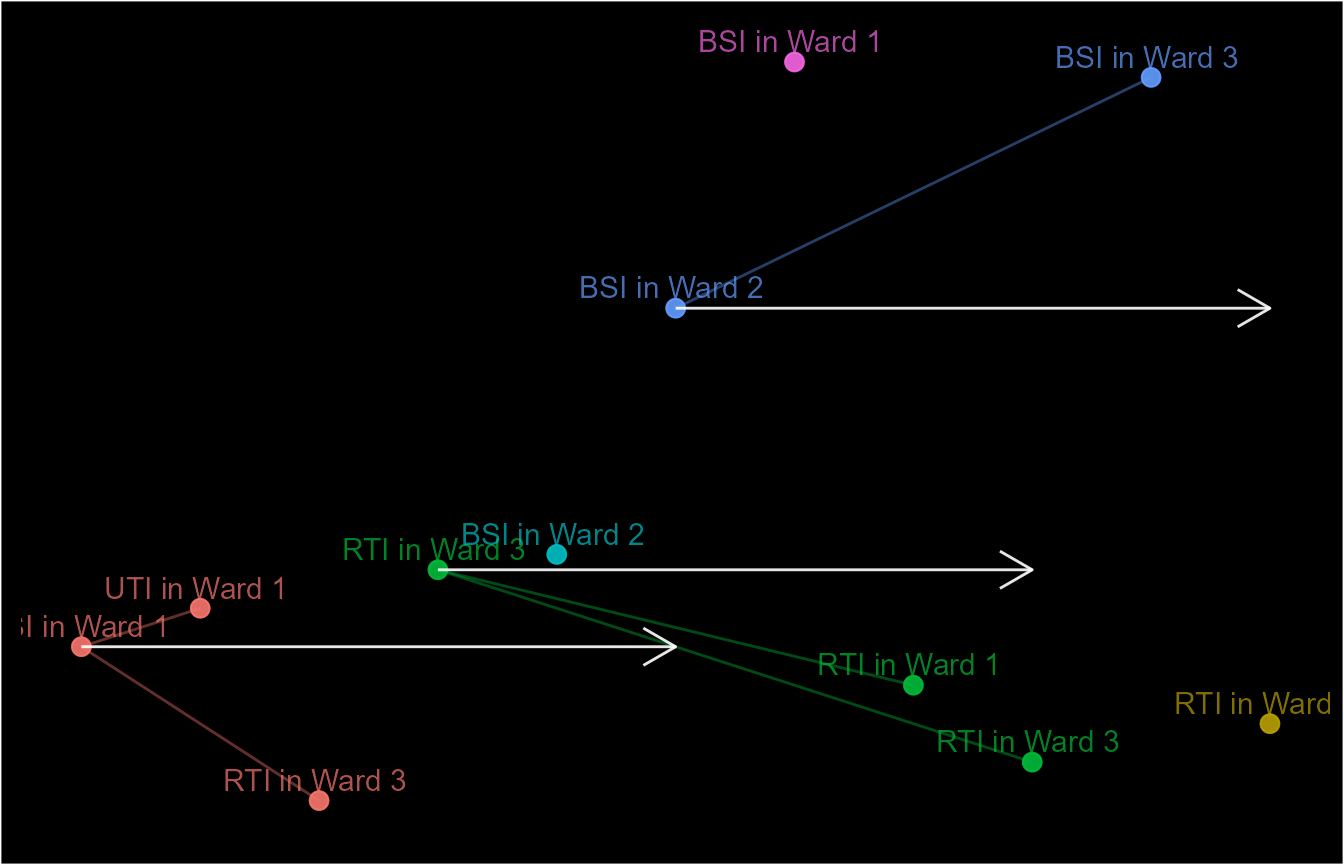 BSI in Ward 1
BSI in Ward 3
BSI in Ward 2
BSI in Ward 2
RTI in Ward 3
UTI in Ward 1
in Ward 1
RTI in Ward 1
RTI in Ward
RTI in Ward 3
RTI in Ward 3